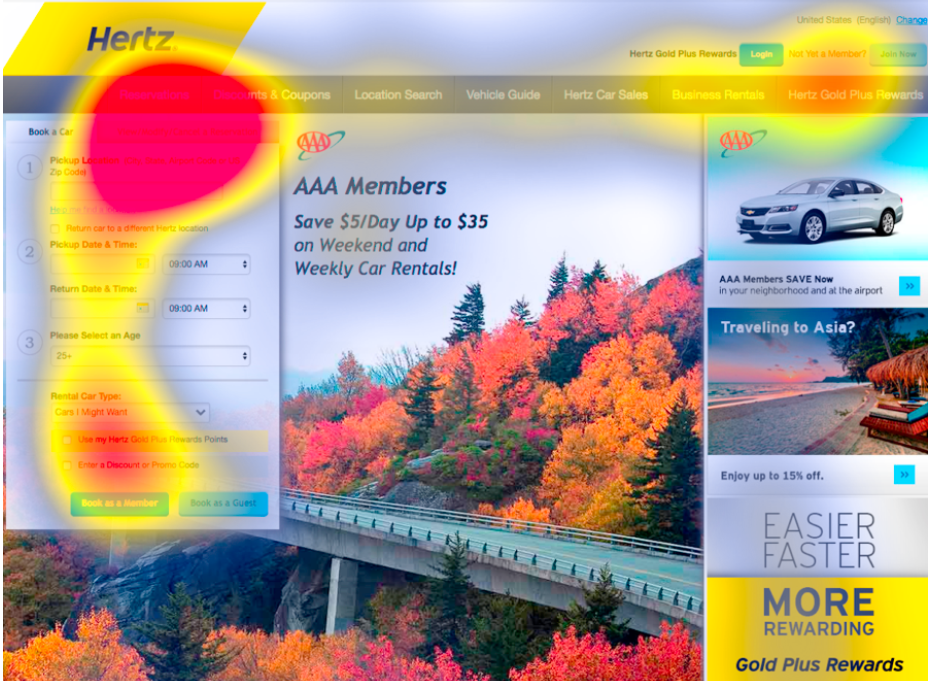 United States (English) Change
Hertz
Hertz Gold Plus Rewards Login Not Yet a Member? Join Now
Reservations Discounts & Coupons Location Search Vehicle Guide Hertz Car Sales Business Rentals Hertz Gold Plus Rewards
Book a Car
1
Pickup Location
Zip Code)
Return car to a different Hertz location
2
Pickup Date & Time:
09:00 AM
Return Date & Time:
09:00 AM
3
Please Select an Age
25+
Rental Car Type:
Cars I Might Want
Use my Hertz Gold Plus Rewards Points
Enter a Discount or Promo Code
Book as a Member Book as a Guest
AAA
AAA Members
Save $5/Day Up to $35
on Weekend and
Weekly Car Rentals!
AAA
AAA Members SAVE Now
in your neighborhood and at the airport
Traveling to Asia?
Enjoy up to 15% off.
EASIER
FASTER
MORE
REWARDING
Gold Plus Rewards